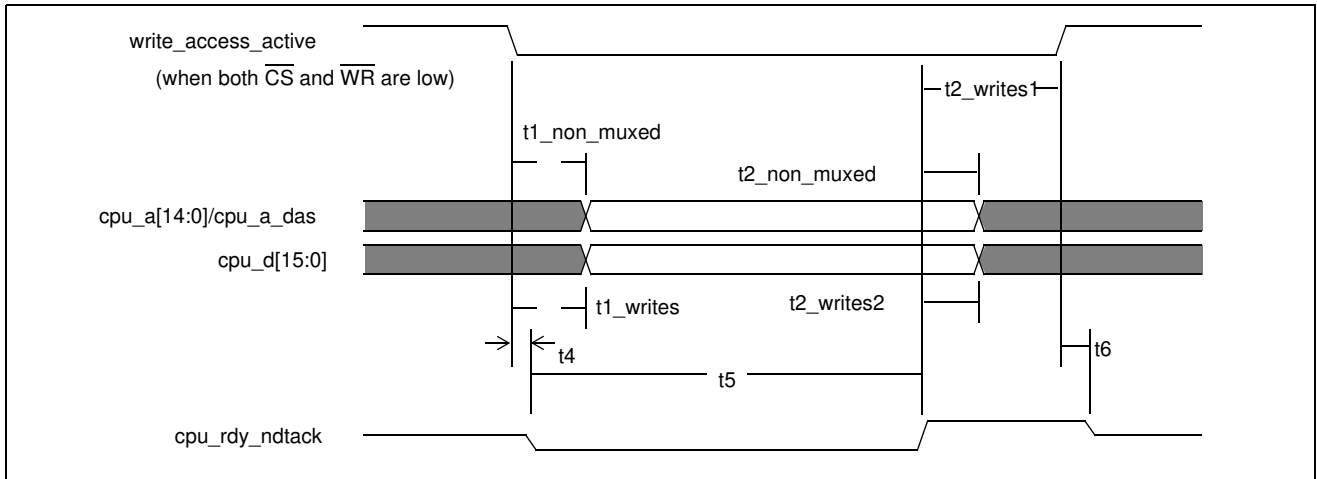 write_access_active
(when both CS and WR are low)
t2_writes1
t1_non_muxed
t2_non_muxed
cpu_a[14:0]/cpu_a_das
cpu_d[15:0]
t1_writes
t2_writes2
t4
t6
t5
cpu_rdy_ndtack